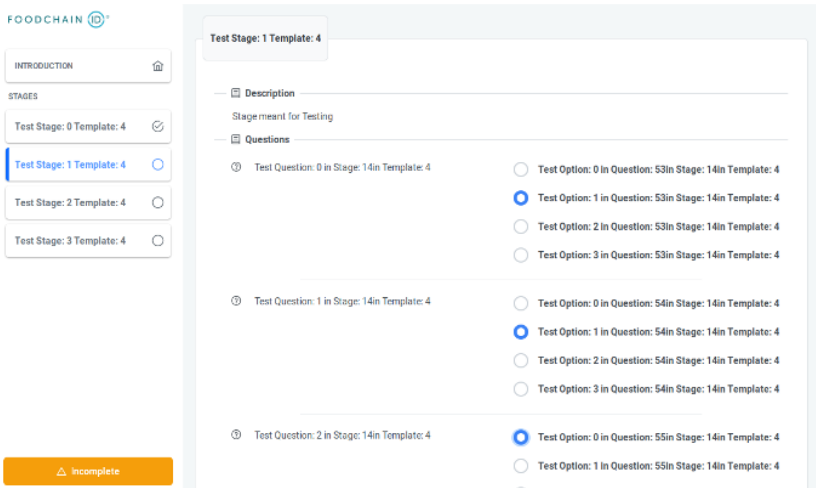 FOODCHAIN ID
INTRODUCTION
STAGES
Test Stage: 0 Template: 4
Test Stage: 1 Template: 4
Test Stage: 2 Template: 4
Test Stage: 3 Template: 4
Incomplete
Test Stage: 1 Template: 4
Description
Stage meant for Testing
Questions
Test Question: 0 in Stage: 14in Template: 4
Test Option: 0 in Question: 53in Stage: 14in Template: 4
Test Option: 1 in Question: 53in Stage: 14in Template: 4
Test Option: 2 in Question: 53in Stage: 14in Template: 4
Test Option: 3 in Question: 53in Stage: 14in Template: 4
Test Question: 1 in Stage: 14in Template: 4
Test Option: 0 in Question: 54in Stage: 14in Template: 4
Test Option: 1 in Question: 54in Stage: 14in Template: 4
Test Option: 2 in Question: 54in Stage: 14in Template: 4
Test Option: 3 in Question: 54in Stage: 14in Template: 4
Test Question: 2 in Stage: 14in Template: 4
Test Option: 0 in Question: 55in Stage: 14in Template: 4
Test Option: 1 in Question: 55in Stage: 14in Template: 4